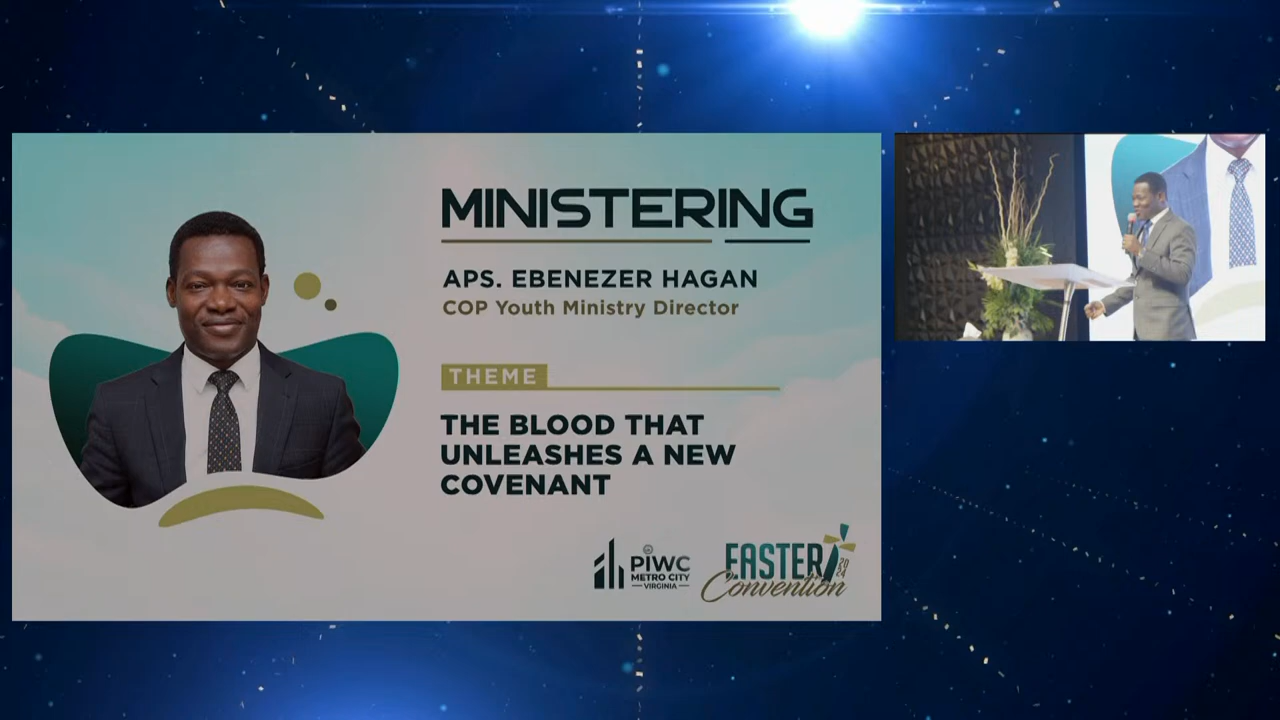 MINISTERING
APS. EBENEZER HAGAN
COP Youth Ministry Director
THEME
THE BLOOD THAT
UNLEASHES A NEW
COVENANT
PIWC
METRO CITY
VIRGINIA
EASTER
2024
Convention